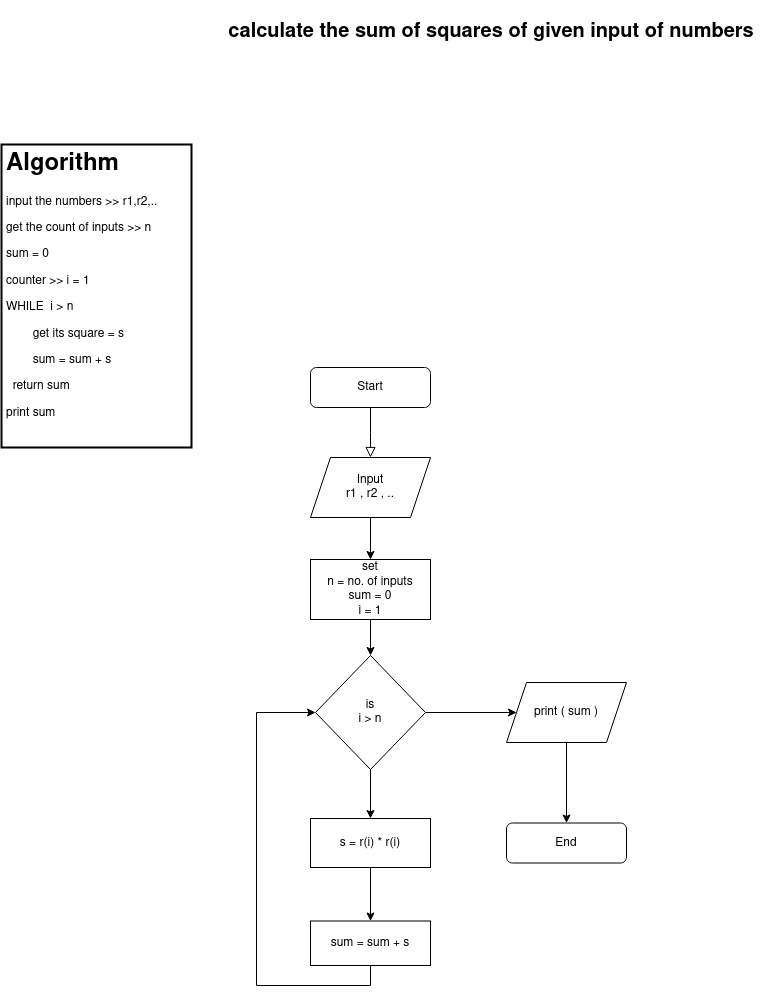 calculate the sum of squares of given input of numbers
Algorithm
input the numbers >> r1,r2,..
get the count of inputs >> n
sum = 0
counter >> i = 1
WHILE  i > n
get its square = s
sum = sum + s
return sum
print sum
Start
Input
r1 , r2 , ..
set
n = no. of inputs
sum = 0
i = 1
is
i > n
print ( sum )
s = r(i) * r(i)
End
sum = sum + s